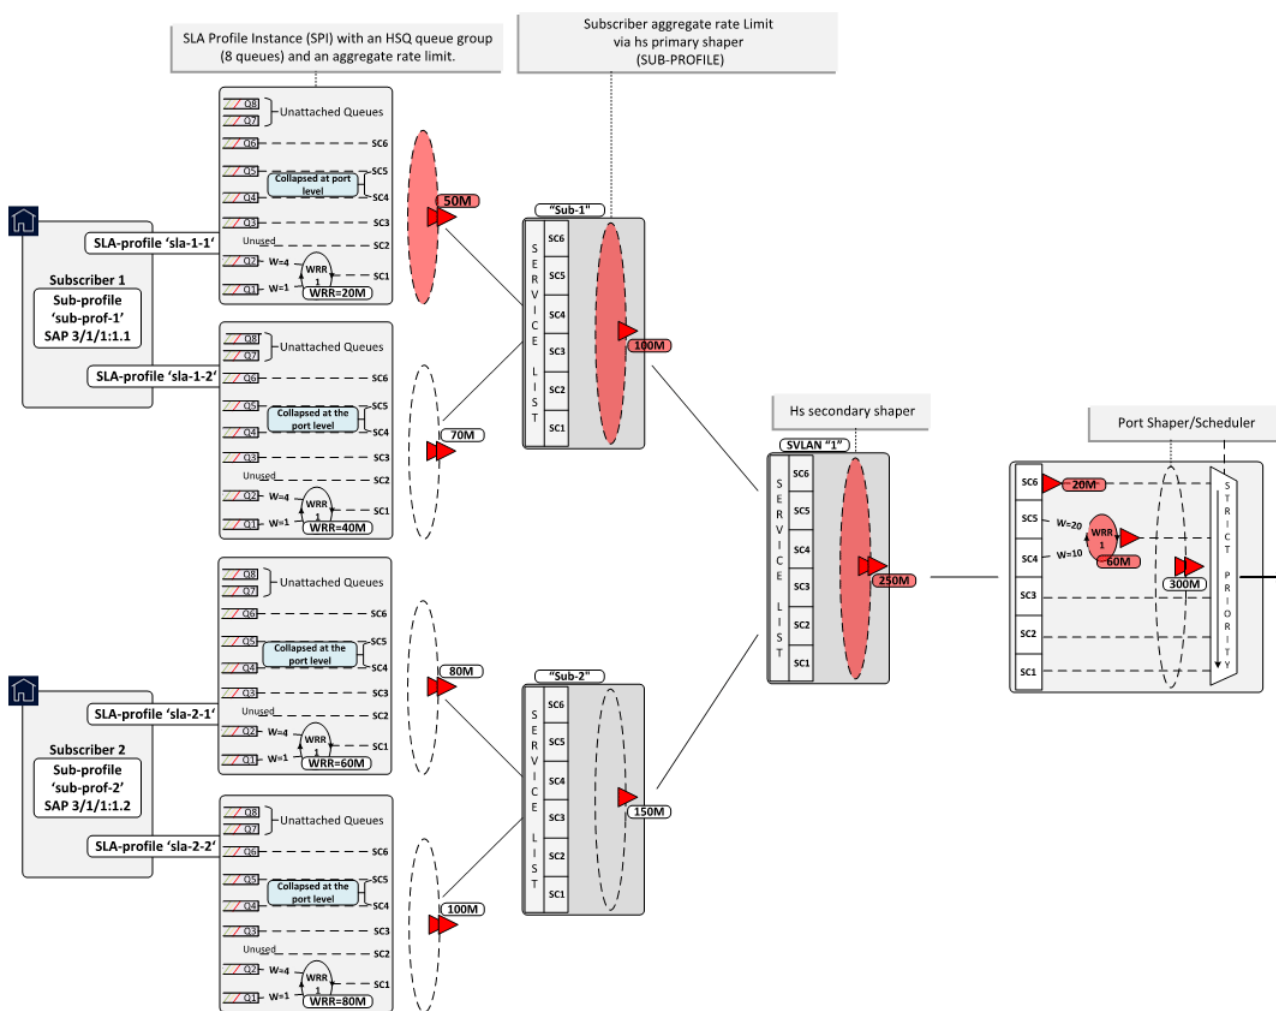 SLA Profile Instance (SPI) with an HSQ queue group
(8 queues) and an aggregate rate limit.
Subscriber aggregate rate Limit
via hs primary shaper
(SUB-PROFILE)
Q8
Q7
Unattached Queues
Q6
SC6
Q5
SC5
Collapsed at port
level
Q4
SC4
Q3
SC3
Unused
SC2
Q2
W=4
WRR
1
SC1
Q1
W=1
WRR=20M
50M
SLA-profile ‘sla-1-1‘
Subscriber 1
Sub-profile
‘sub-prof-1’
SAP 3/1/1:1.1
SLA-profile ‘sla-1-2‘
Q8
Q7
Unattached Queues
Q6
SC6
Q5
SC5
Collapsed at the
port level
Q4
SC4
Q3
SC3
Unused
SC2
Q2
W=4
WRR
1
SC1
Q1
W=1
WRR=40M
70M
"Sub-1"
SERVICE LIST
SC6
SC5
SC4
SC3
SC2
SC1
100M
Q8
Q7
Unattached Queues
Q6
SC6
Q5
SC5
Collapsed at the
port level
Q4
SC4
Q3
SC3
Unused
SC2
Q2
W=4
WRR
1
SC1
Q1
W=1
WRR=60M
80M
SLA-profile ‘sla-2-1‘
Subscriber 2
Sub-profile
‘sub-prof-2’
SAP 3/1/1:1.2
SLA-profile ‘sla-2-2‘
Q8
Q7
Unattached Queues
Q6
SC6
Q5
SC5
Collapsed at the
port level
Q4
SC4
Q3
SC3
Unused
SC2
Q2
W=4
WRR
1
SC1
Q1
W=1
WRR=80M
100M
"Sub-2"
SERVICE LIST
SC6
SC5
SC4
SC3
SC2
SC1
150M
Hs secondary shaper
SVLAN "1"
SERVICE LIST
SC6
SC5
SC4
SC3
SC2
SC1
250M
Port Shaper/Scheduler
SC6
20M
SC5
W=20
WRR
1
SC4
W=10
60M
300M
SC3
SC2
SC1
STRICT PRIORITY